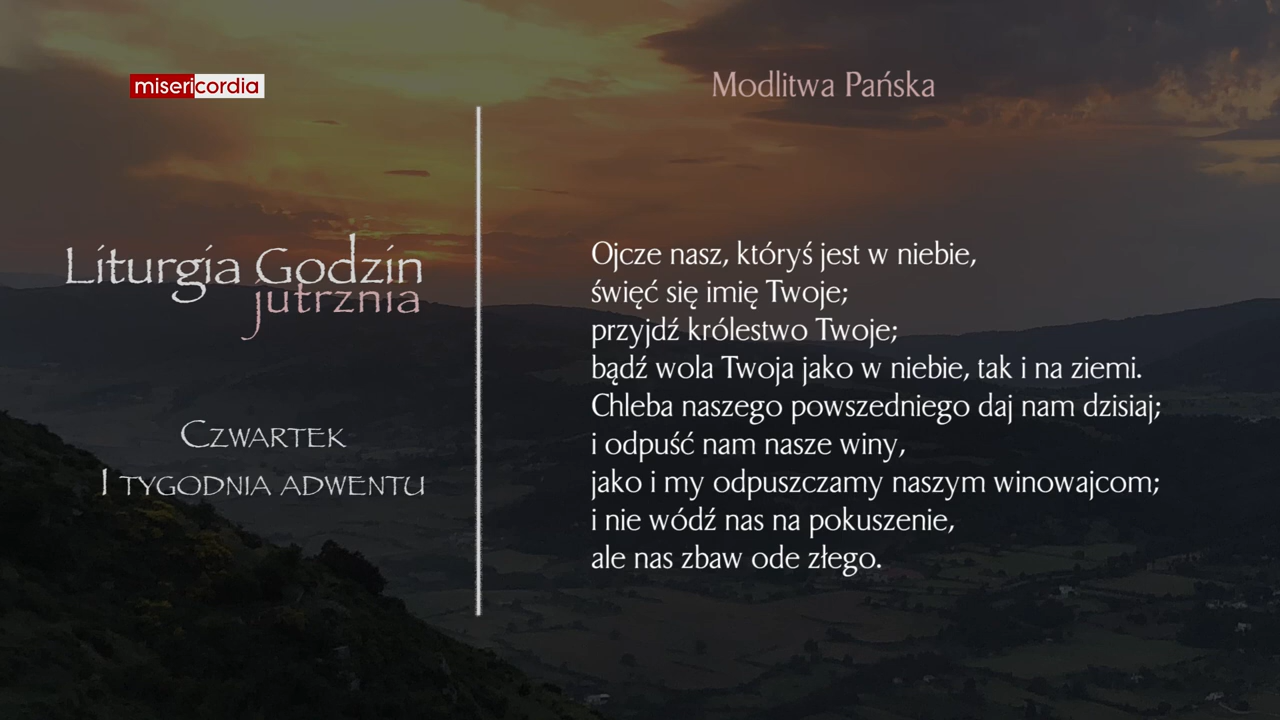 misericordia
Liturgia Godzin
jutrznia
Czwartek
I tygodnia adwentu
Modlitwa Pańska
Ojcze nasz, któryś jest w niebie,
święć się imię Twoje;
przyjdź królestwo Twoje;
bądź wola Twoja jako w niebie, tak i na ziemi.
Chleba naszego powszedniego daj nam dzisiaj;
i odpuść nam nasze winy,
jako i my odpuszczamy naszym winowajcom;
i nie wódź nas na pokuszenie,
ale nas zbaw ode złego.